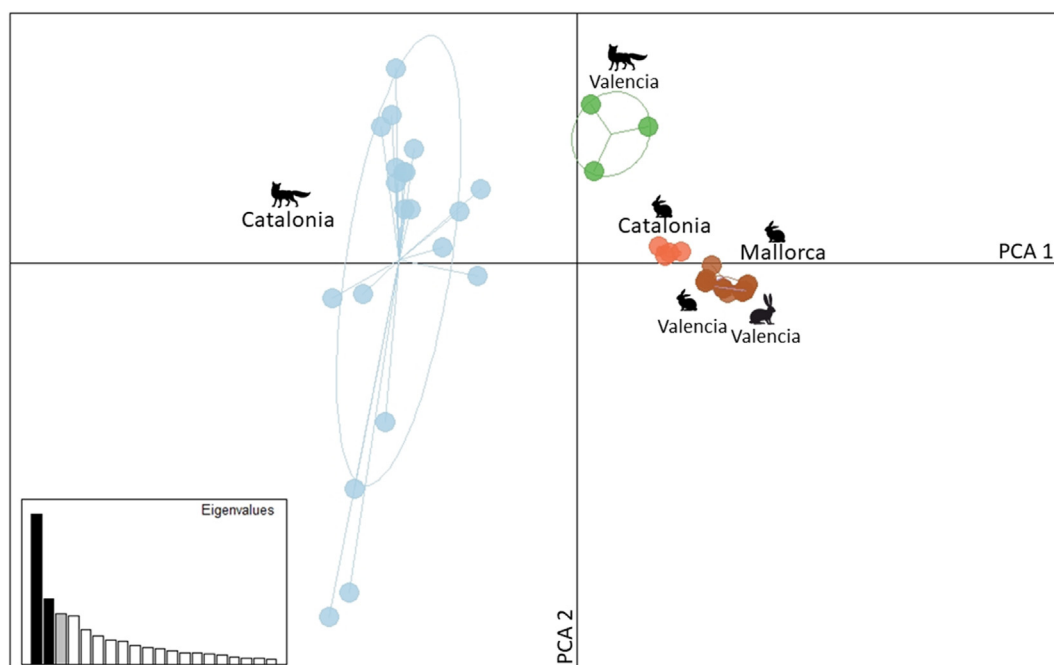 Valencia
Catalonia
Catalonia
Mallorca
PCA 1
Valencia
Valencia
Eigenvalues
PCA 2